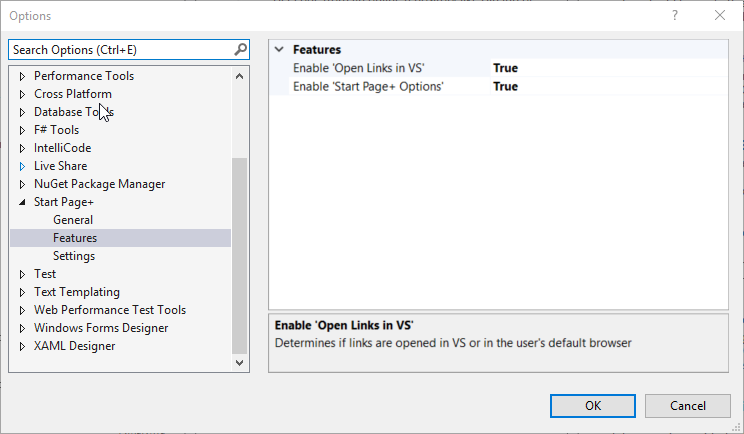 Options
Search Options (Ctrl+E)
Performance Tools
Cross Platform
Database Tools
F# Tools
IntelliCode
Live Share
NuGet Package Manager
Start Page+
General
Features
Settings
Test
Text Templating
Web Performance Test Tools
Windows Forms Designer
XAML Designer
Features
Enable 'Open Links in VS' True
Enable 'Start Page+ Options' True
Enable 'Open Links in VS'
Determines if links are opened in VS or in the user's default browser
OK Cancel